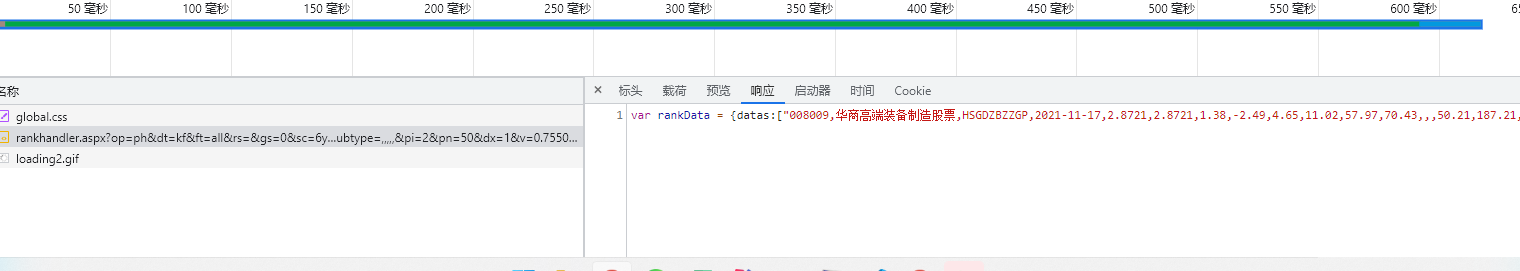 50 毫秒 100 毫秒 150 毫秒 200 毫秒 250 毫秒 300 毫秒 350 毫秒 400 毫秒 450 毫秒 500 毫秒 550 毫秒 600 毫秒 65
名称
× 标头 载荷 预览 响应 启动器 时间 Cookie
global.css
rankhandler.aspx?op=ph&dt=kf&ft=all&rs=&gs=0&sc=6y...ubtype=,,,,,&pi=2&pn=50&dx=1&v=0.7550...
loading2.gif
1 var rankData = {datas:["008009,华商高端装备制造股票,HSGDZBZZGP,2021-11-17,2.8721,2.8721,1.38,-2.49,4.65,11.02,57.97,70.43,,,50.21,187.21,